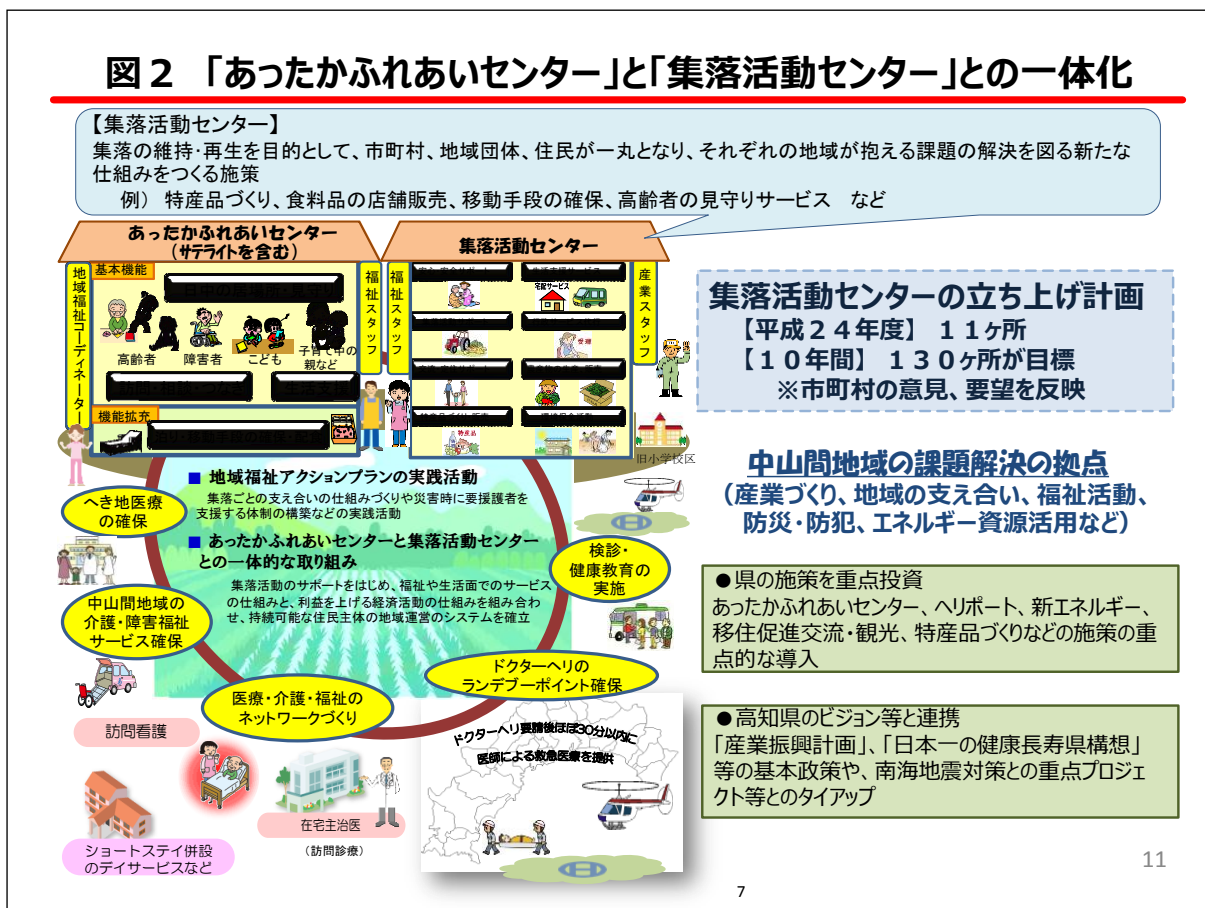 図２　「あったかふれあいセンター」と「集落活動センター」との一体化
【集落活動センター】
集落の維持・再生を目的として、市町村、地域団体、住民が一丸となり、それぞれの地域が抱える課題の解決を図る新たな
仕組みをつくる施策
例）　特産品づくり、食料品の店舗販売、移動手段の確保、高齢者の見守りサービス　など
あったかふれあいセンター
（サテライトを含む）
集落活動センター
地域福祉コーディネーター
基本機能
高齢者
障害者
こども
子育て中の
親など
機能拡充
福祉スタッフ
福祉スタッフ
宅配サービス
受講
特産品
産業スタッフ
旧小学校区
■ 地域福祉アクションプランの実践活動
集落ごとの支え合いの仕組みづくりや災害時に要援護者を
支援する体制の構築などの実践活動
■ あったかふれあいセンターと集落活動センター
との一体的な取り組み
集落活動のサポートをはじめ、福祉や生活面でのサービス
の仕組みと、利益を上げる経済活動の仕組みを組み合わ
せ、持続可能な住民主体の地域運営のシステムを確立
へき地医療
の確保
中山間地域の
介護・障害福祉
サービス確保
医療・介護・福祉の
ネットワークづくり
ドクターヘリの
ランデブーポイント確保
検診・
健康教育の
実施
訪問看護
在宅主治医
（訪問診療）
ショートステイ併設
のデイサービスなど
ドクターヘリ要請後ほぼ30分以内に
医師による救急医療を提供
集落活動センターの立ち上げ計画
【平成２４年度】　１１ヶ所
【１０年間】　１３０ヶ所が目標
※市町村の意見、要望を反映
中山間地域の課題解決の拠点
（産業づくり、地域の支え合い、福祉活動、
防災・防犯、エネルギー資源活用など）
●県の施策を重点投資
あったかふれあいセンター、ヘリポート、新エネルギー、
移住促進交流・観光、特産品づくりなどの施策の重
点的な導入
●高知県のビジョン等と連携
「産業振興計画」、「日本一の健康長寿県構想」
等の基本政策や、南海地震対策との重点プロジェ
クト等とのタイアップ
11
7